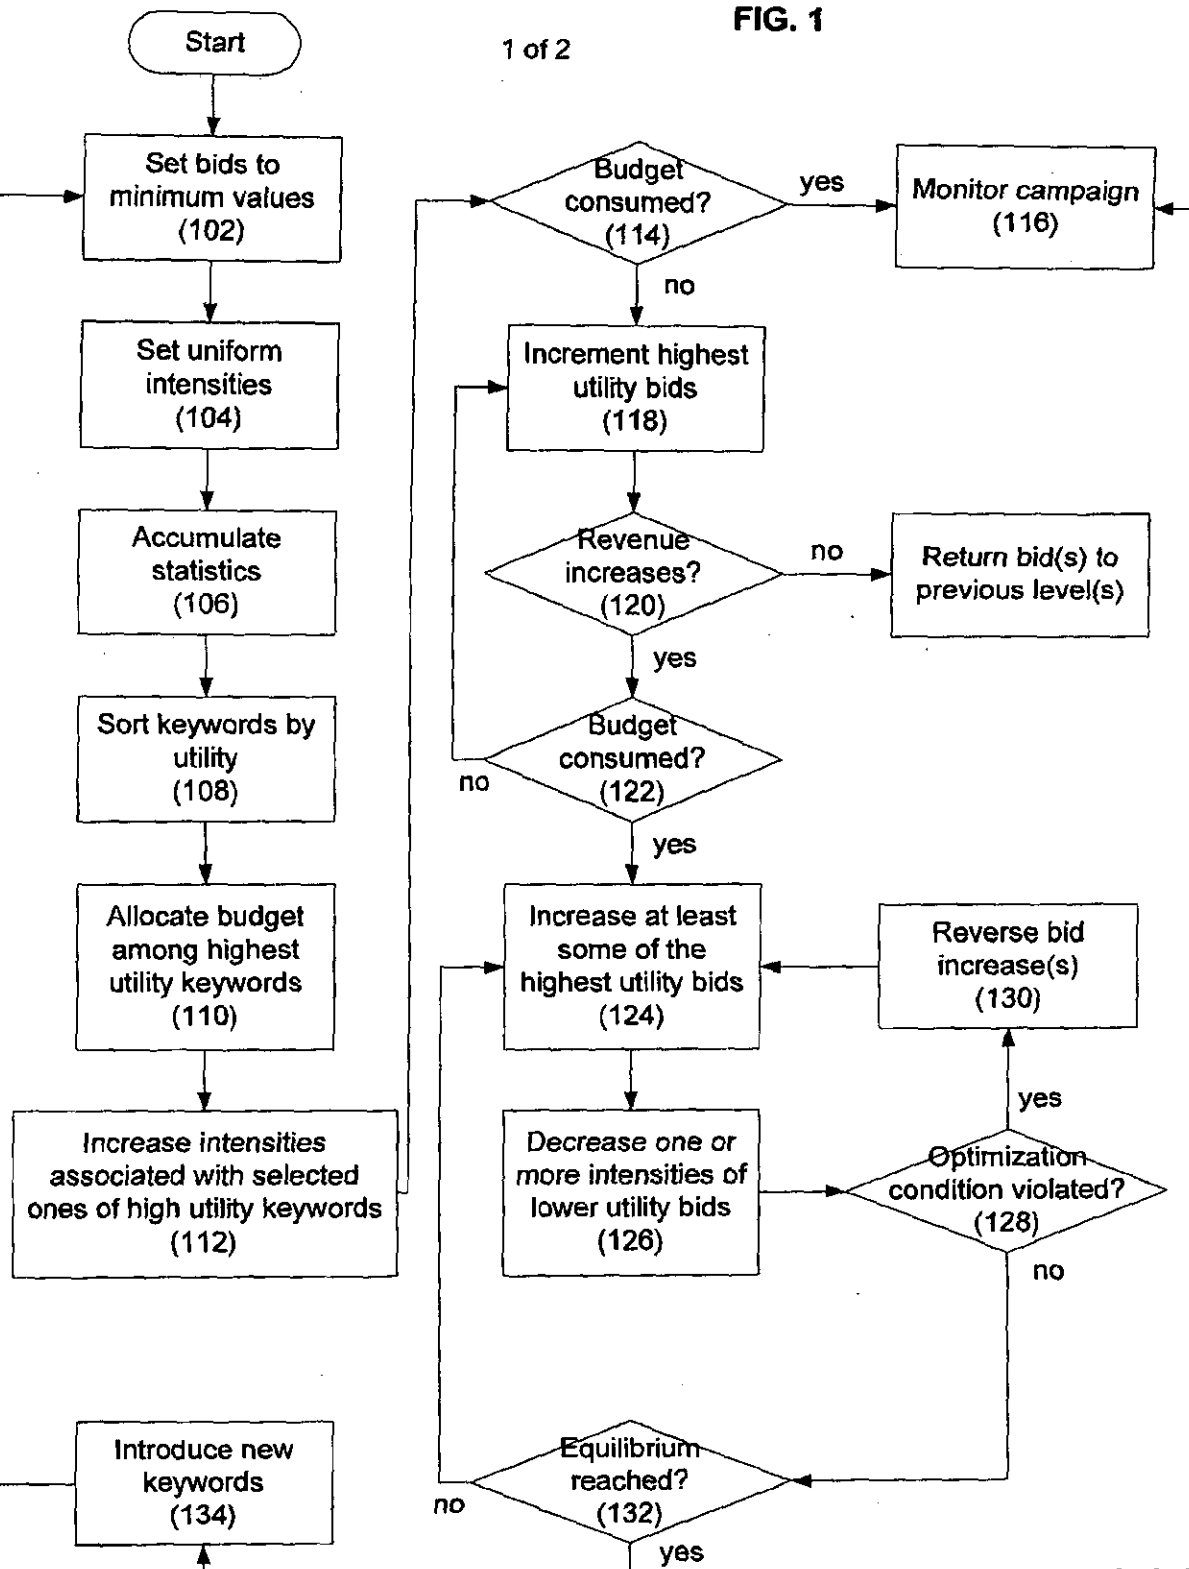 FIG. 1
1 of 2
Start
Set bids to
minimum values
(102)
Set uniform
intensities
(104)
Accumulate
statistics
(106)
Sort keywords by
utility
(108)
Allocate budget
among highest
utility keywords
(110)
Increase intensities
associated with selected
ones of high utility keywords
(112)
Budget
consumed?
(114)
yes
no
Monitor campaign
(116)
Increment highest
utility bids
(118)
Revenue
increases?
(120)
no
yes
Return bid(s) to
previous level(s)
Budget
consumed?
(122)
no
yes
Increase at least
some of the
highest utility bids
(124)
Decrease one or
more intensities of
lower utility bids
(126)
Optimization
condition violated?
(128)
yes
no
Reverse bid
increase(s)
(130)
Equilibrium
reached?
(132)
no
yes
Introduce new
keywords
(134)